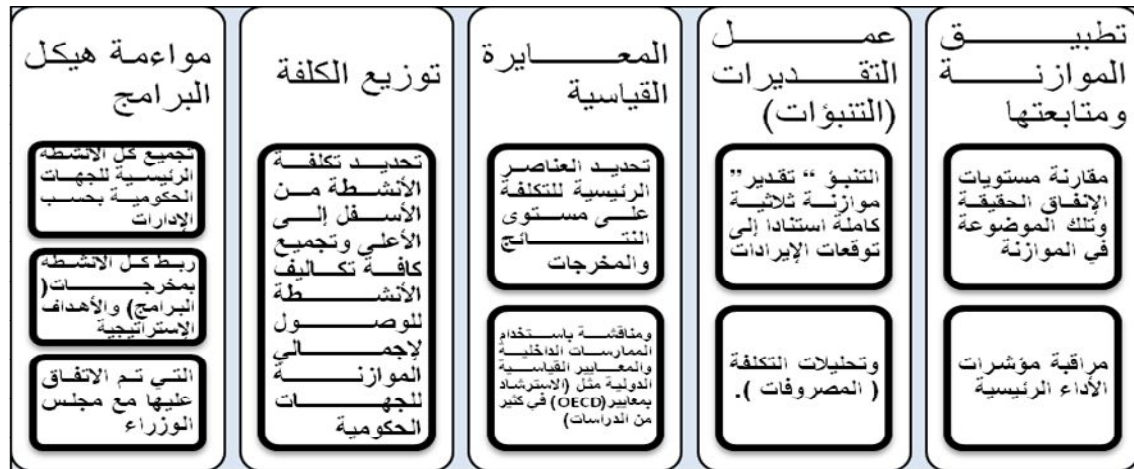 تطبيق
الموازنة
ومتابعتها
مقارنة مستويات
الإنفاق الحقيقة
وتلك الموضوعة
في الموازنة
مراقبة مؤشرات
الأداء الرئيسية
عمل
التقديرات
(التنبؤات)
التنبؤ “ تقدير”
موازنة ثلاثية
كاملة استنادا إلى
توقعات الإيرادات
وتحليلات التكلفة
( المصروفات ).
المعايرة
القياسية
تحديد العناصر
الرئيسية للتكلفة
على مستوى
النتائج
والمخرجات
ومناقشة باستخدام
الممارسات الداخلية
والمعايير القياسية
الدولية مثل (الاسترشاد
بمعايير(OECD) في كثير
من الدراسات)
توزيع الكلفة
تحديد تكلفة
الأنشطة من
الأسفل إلى
الأعلى وتجميع
كافة تكاليف
الأنشطة
للوصول
لإجمالي
الموازنة
للجهات
الحكومية
مواءمة هيكل
البرامج
تجميع كل الأنشطة
الرئيسية للجهات
الحكومية بحسب
الإدارات
ربط كل الأنشطة
بمخرجات(
البرامج) والأهداف
الإستراتيجية
التي تم الاتفاق
عليها مع مجلس
الوزراء